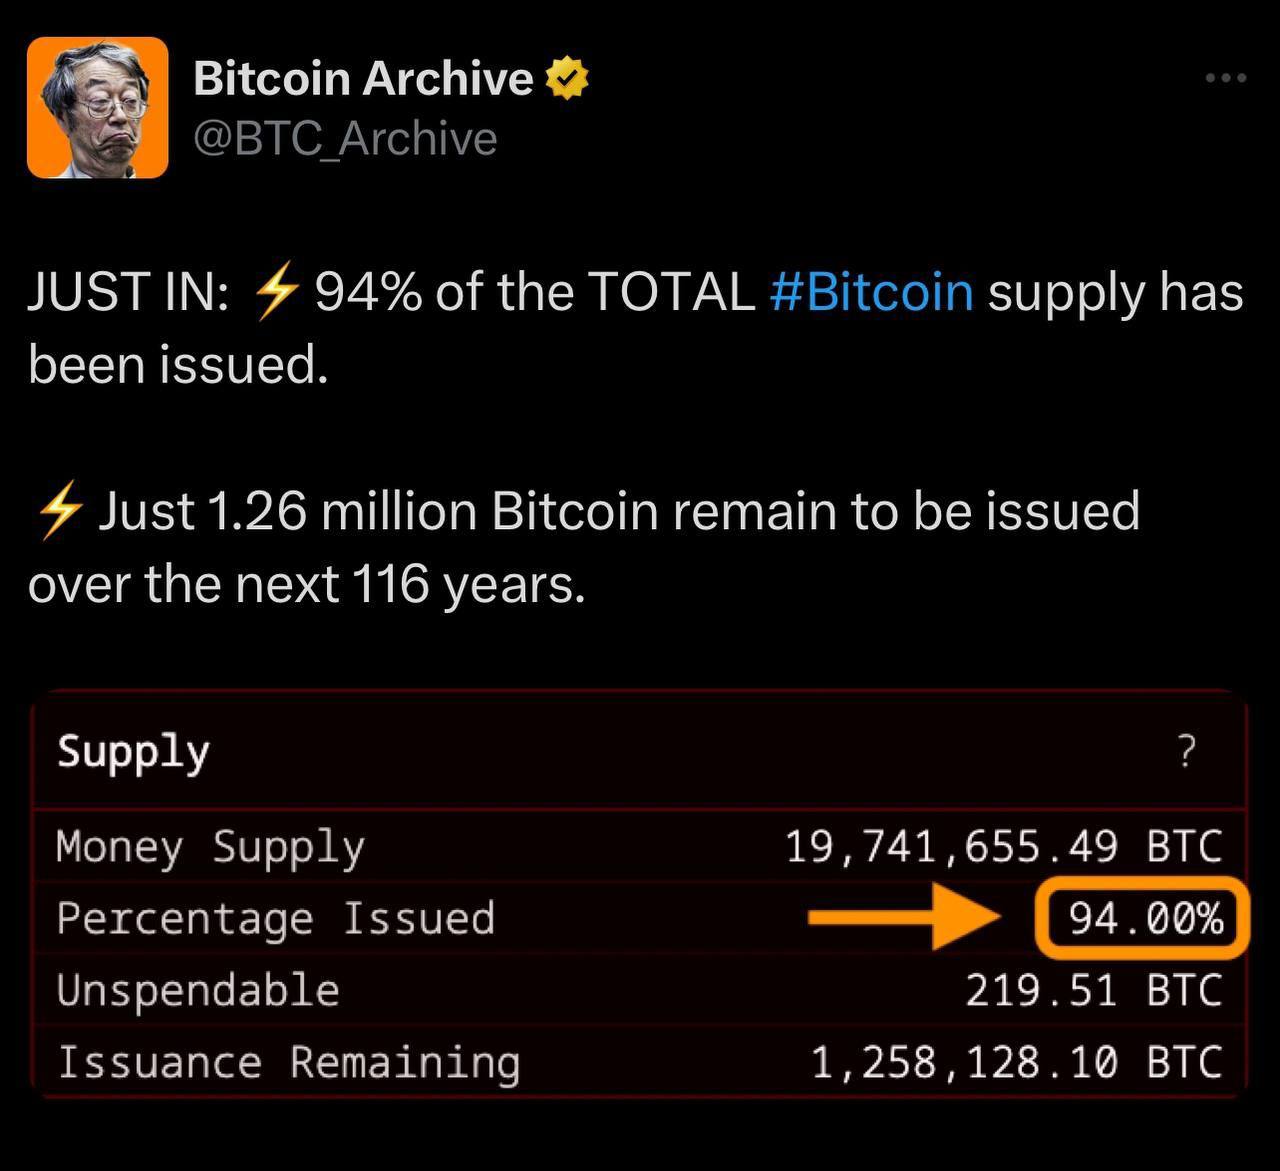 Bitcoin Archive
@BTC_Archive
JUST IN: ⚡ 94% of the TOTAL #Bitcoin supply has
been issued.
⚡ Just 1.26 million Bitcoin remain to be issued
over the next 116 years.
Supply ?
Money Supply 19,741,655.49 BTC
Percentage Issued 94.00%
Unspendable 219.51 BTC
Issuance Remaining 1,258,128.10 BTC